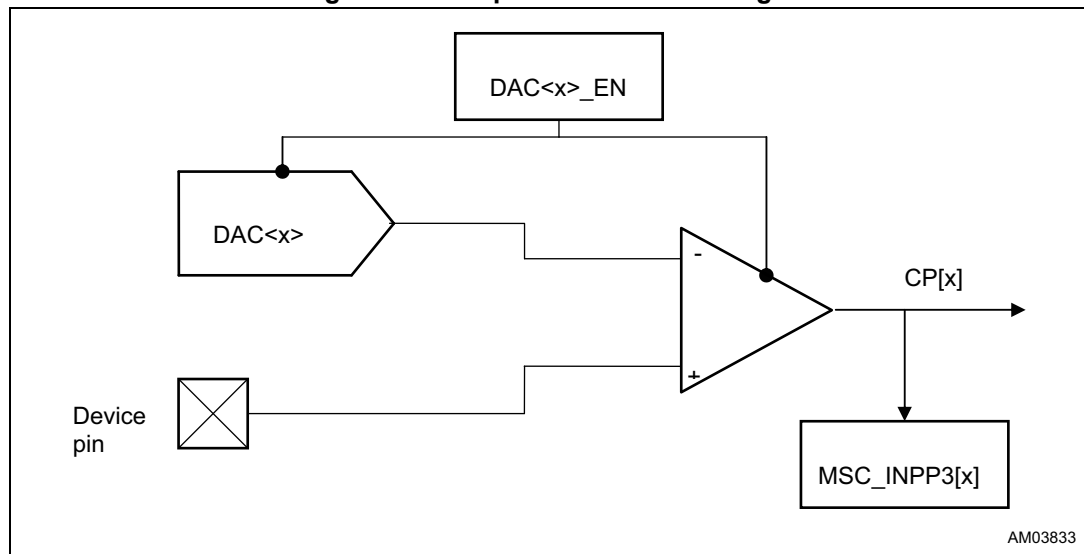 DAC<x>_EN
DAC<x>
-
CP[x]
+
Device
pin
MSC_INPP3[x]
AM03833